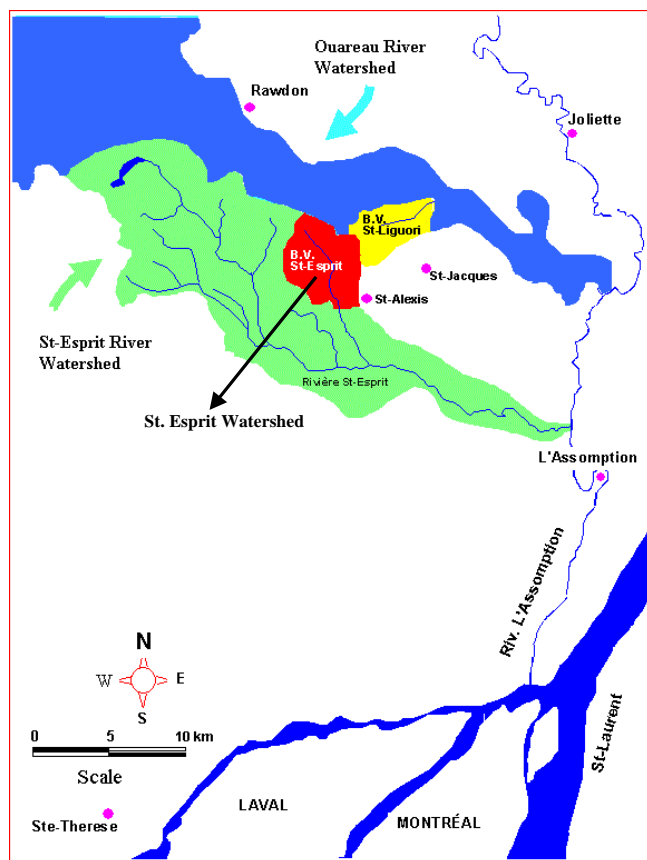 Ouareau River
Watershed
Rawdon
Joliette
B.V.
St-Liguori
B.V.
St-Esprit
St-Jacques
St-Alexis
St-Esprit River
Watershed
Rivière St-Esprit
St. Esprit Watershed
L'Assomption
Riv. L'Assomption
N
W
E
S
0 5 10 km
Scale
St-Laurent
LAVAL
Ste-Therese
MONTRÉAL